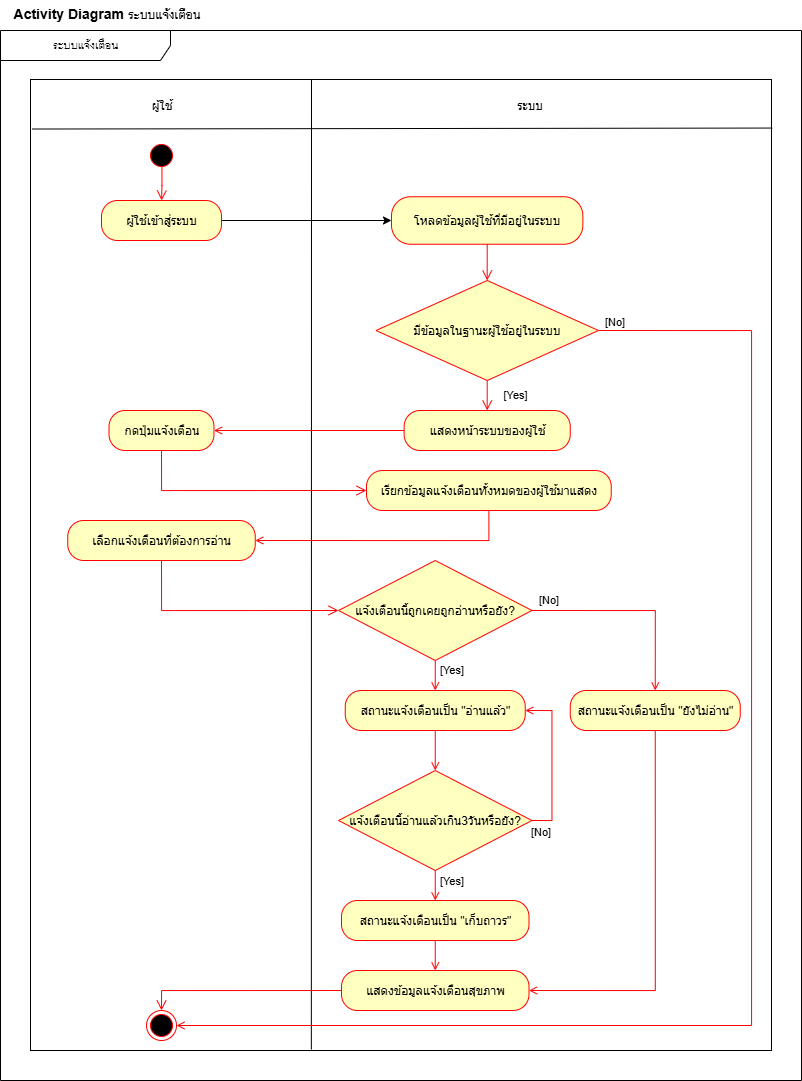 Activity Diagram ระบบแจ้งเตือน
ระบบแจ้งเตือน
ผู้ใช้
ระบบ
ผู้ใช้เข้าสู่ระบบ
โหลดข้อมูลผู้ใช้ที่มีอยู่ในระบบ
มีข้อมูลในฐานะผู้ใช้อยู่ในระบบ
[No]
[Yes]
กดปุ่มแจ้งเตือน
แสดงหน้าระบบของผู้ใช้
เรียกข้อมูลแจ้งเตือนทั้งหมดของผู้ใช้มาแสดง
เลือกแจ้งเตือนที่ต้องการอ่าน
แจ้งเตือนนี้ถูกเคยถูกอ่านหรือยัง?
[No]
[Yes]
สถานะแจ้งเตือนเป็น "อ่านแล้ว"
สถานะแจ้งเตือนเป็น "ยังไม่อ่าน"
แจ้งเตือนนี้อ่านแล้วเกิน3วันหรือยัง?
[No]
[Yes]
สถานะแจ้งเตือนเป็น "เก็บถาวร"
แสดงข้อมูลแจ้งเตือนสุขภาพ